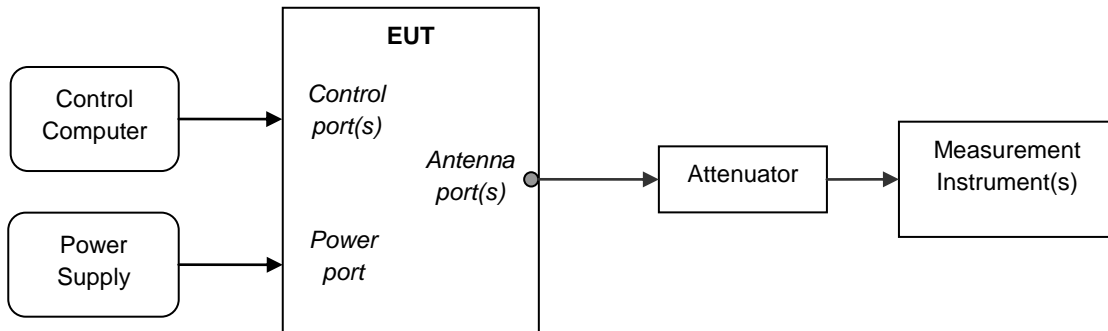 EUT
Control
Computer
Control
port(s)
Antenna
port(s)
Attenuator
Measurement
Instrument(s)
Power
Supply
Power
port